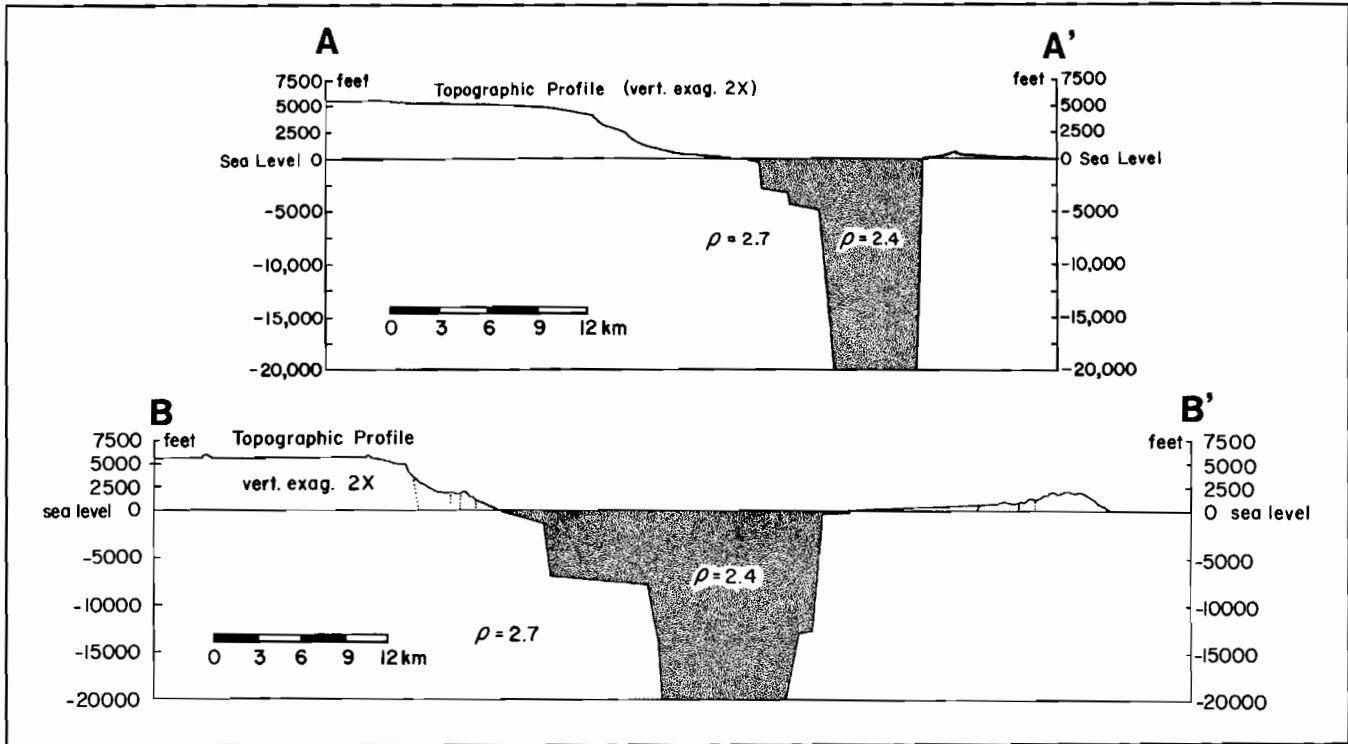 A
A'
7500 feet
Topographic Profile (vert. exag. 2X)
feet 7500
5000
5000
2500
2500
Sea Level 0
0 Sea Level
-5000
-5000
ρ = 2.7
ρ = 2.4
-10,000
-10,000
-15,000
-15,000
0 3 6 9 12 km
-20,000
-20,000
B
B'
7500 feet
Topographic Profile
feet 7500
5000
5000
vert. exag. 2X
2500
2500
sea level 0
0 sea level
-5000
-5000
ρ = 2.4
-10000
-10000
ρ = 2.7
-15000
-15000
0 3 6 9 12 km
-20000
-20000